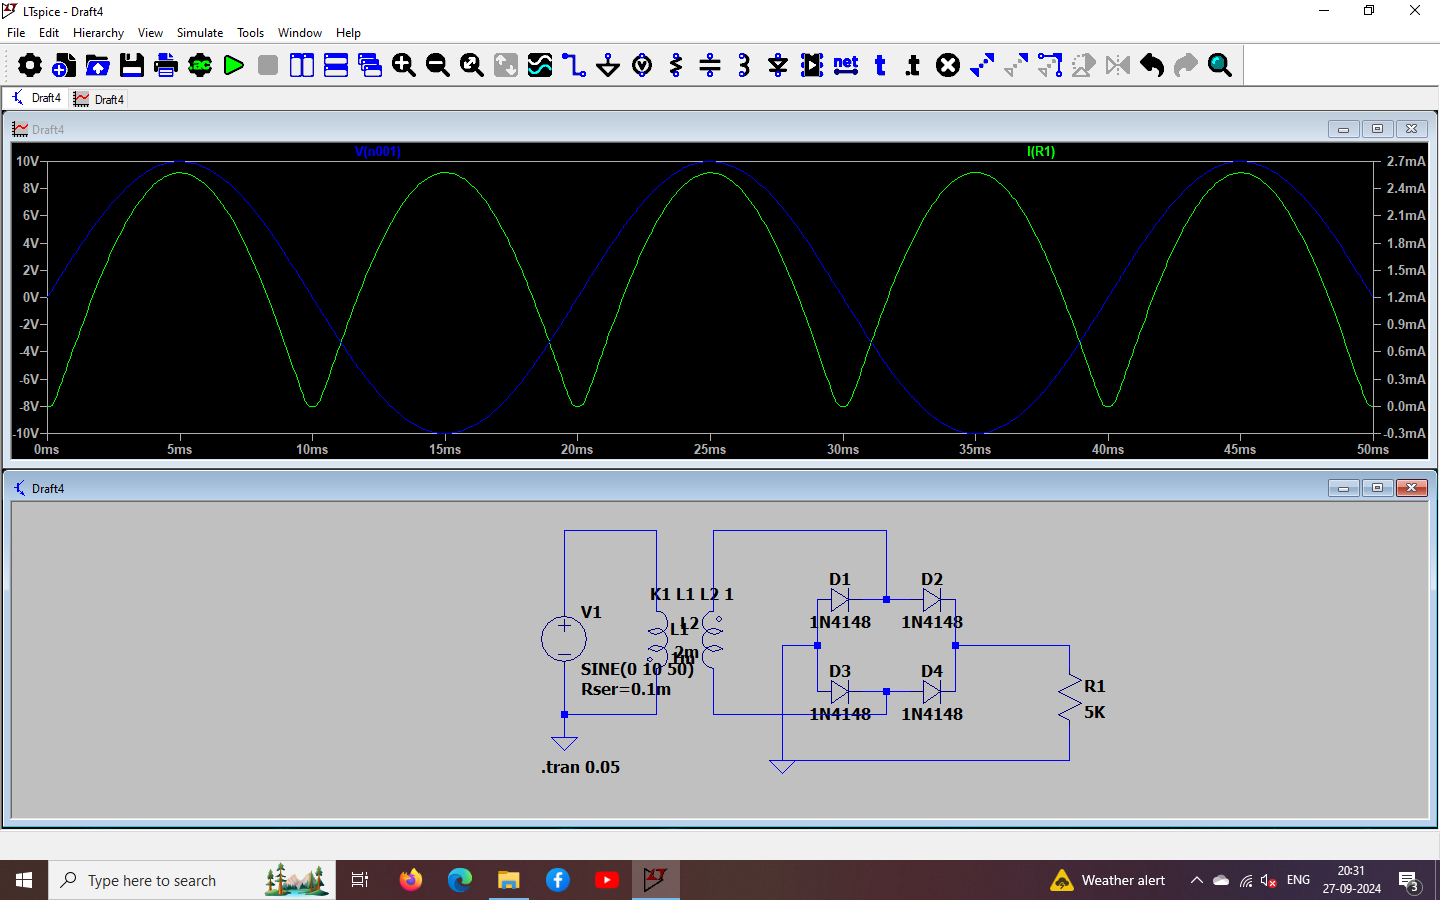 LTspice - Draft4
File Edit Hierarchy View Simulate Tools Window Help
.ac
net t .t
Draft4 Draft4
Draft4
V(n001) I(R1)
10V 2.7mA
8V 2.4mA
6V 2.1mA
4V 1.8mA
2V 1.5mA
0V 1.2mA
-2V 0.9mA
-4V 0.6mA
-6V 0.3mA
-8V 0.0mA
-10V -0.3mA
0ms 5ms 10ms 15ms 20ms 25ms 30ms 35ms 40ms 45ms 50ms
Draft4
D1 D2
K1 L1 L2 1
V1 1N4148 1N4148
L1 L2
2m
1m
SINE(0 10 50) D3 D4
Rser=0.1m R1
1N4148 1N4148 5K
.tran 0.05
Type here to search
Weather alert ENG 20:31
27-09-2024 3